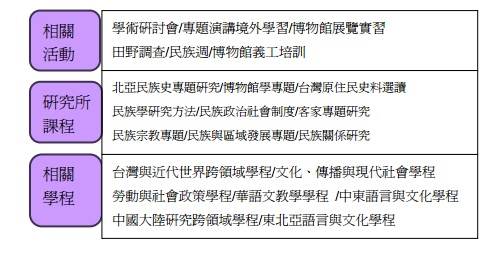 相關
活動
學術研討會/專題演講境外學習/博物館展覽實習
田野調查/民族週/博物館義工培訓
研究所
課程
北亞民族史專題研究/博物館學專題/台灣原住民史料選讀
民族學研究方法/民族政治社會制度/客家專題研究
民族宗教專題/民族與區域發展專題/民族關係研究
相關
學程
台灣與近代世界跨領域學程/文化、傳播與現代社會學程
勞動與社會政策學程/華語文教學學程 /中東語言與文化學程
中國大陸研究跨領域學程/東北亞語言與文化學程